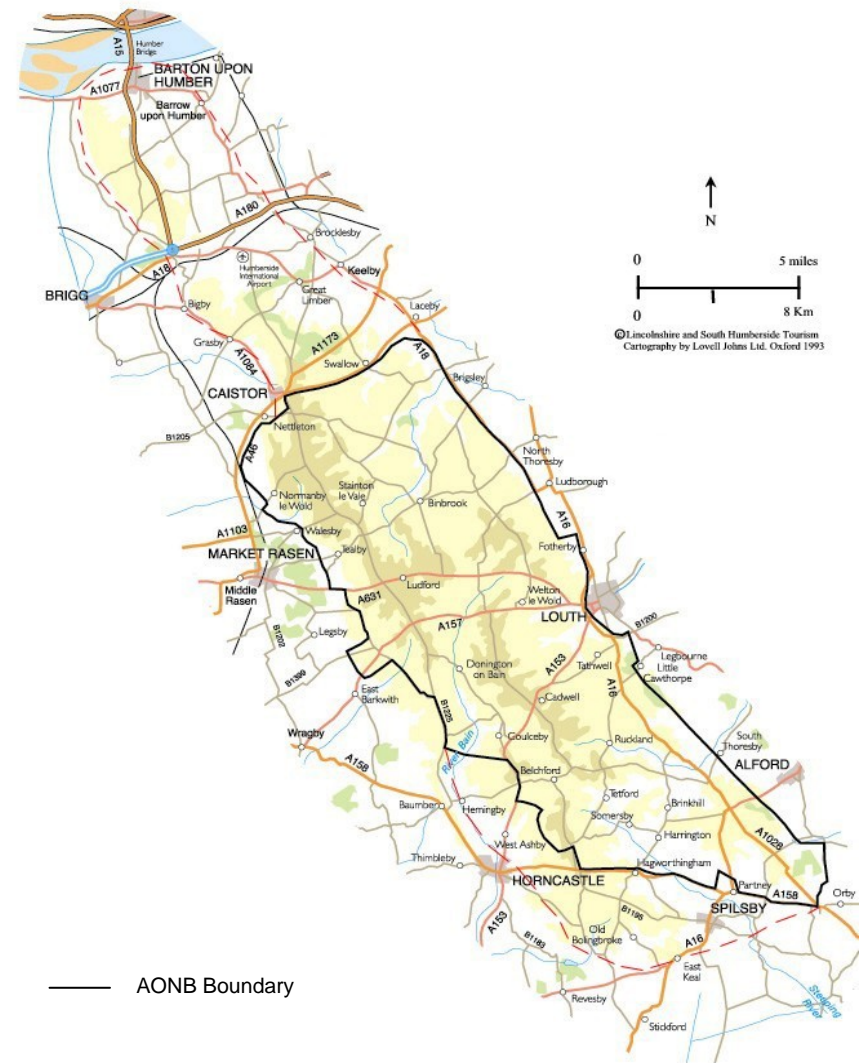 A15
Humber
Bridge
BARTON UPON
HUMBER
A1077
Barrow
upon Humber
A180
Brocklesby
A18
Humberside
International
Airport
Keelby
BRIGG
Great
Limber
Bigby
Laceby
Grasby
A1173
A1084
Swallow
A18
Brigsley
CAISTOR
Nettleton
B1205
A46
North
Thoresby
Stainton
le Vale
Normanby
le Wold
Binbrook
Ludborough
A1103
Walesby
A16
MARKET RASEN
Tealby
Fotherby
Middle
Rasen
Ludford
A631
Welton
le Wold
LOUTH
B1202
Legsby
A157
B1200
A153
Legbourne
Little
Cawthorpe
Tathwell
B1399
Donington
on Bain
East
Barkwith
Cadwell
A16
B1225
Wragby
River Bain
Goulceby
Ruckland
South
Thoresby
A158
Belchford
ALFORD
Baumber
Hemingby
Tetford
Brinkhill
Somersby
A1028
West Ashby
Harrington
Thimbleby
Hagworthingham
HORNCASTLE
Partney
A158
Orby
SPILSBY
A153
B1195
B1183
Old
Bolingbroke
A16
East
Keal
Revesby
Steeping
River
Stickford
N
0 5 miles
0 8 Km
©Lincolnshire and South Humberside Tourism
Cartography by Lovell Johns Ltd. Oxford 1993
AONB Boundary